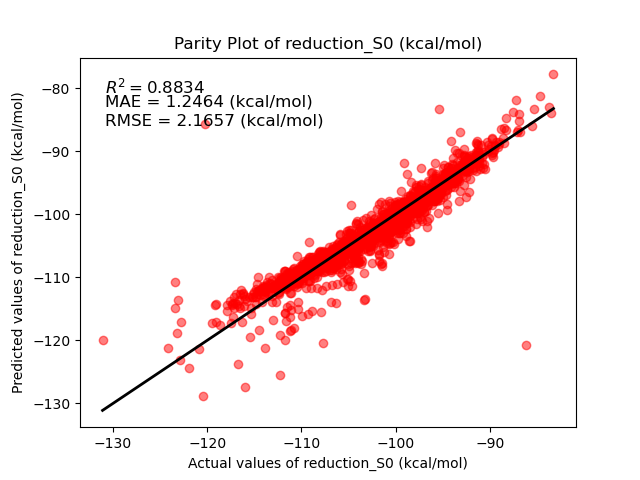 Parity Plot of reduction_S0 (kcal/mol)
R² = 0.8834
MAE = 1.2464 (kcal/mol)
RMSE = 2.1657 (kcal/mol)
Predicted values of reduction_S0 (kcal/mol)
−80
−90
−100
−110
−120
−130
−130 −120 −110 −100 −90
Actual values of reduction_S0 (kcal/mol)